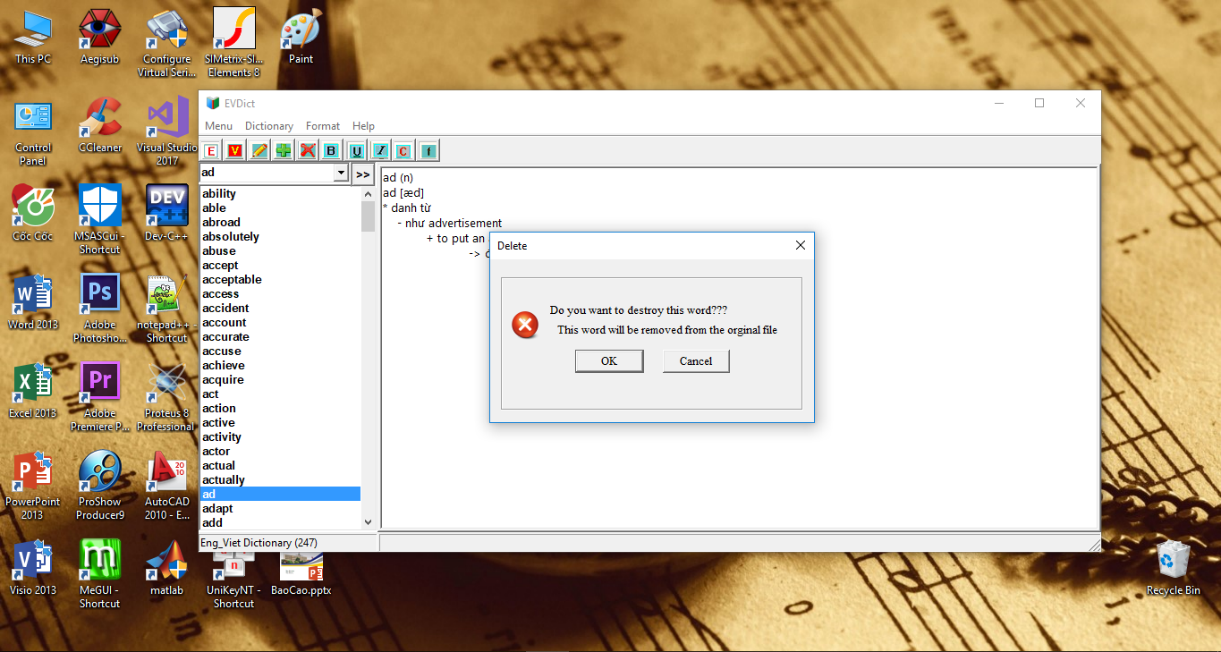 This PC
Aegisub
Configure
Virtual Seri...
SIMetrix-SI...
Elements 8
Paint
Control
Panel
CCleaner
Visual Studio
2017
Cốc Cốc
MSASCui -
Shortcut
DEV
C++
Dev-C++
Word 2013
Ps
Adobe
Photosho...
notepad++ -
Shortcut
Excel 2013
Pr
Adobe
Premiere P...
Proteus 8
Professional
PowerPoint
2013
ProShow
Producer9
2010
AutoCAD
2010 - E...
Visio 2013
MeGUI -
Shortcut
matlab
UniKeyNT -
Shortcut
BaoCao.pptx
Recycle Bin
EVDict
Menu Dictionary Format Help
E V B U I C f
ad >>
ability
able
abroad
absolutely
abuse
accept
acceptable
access
accident
account
accurate
accuse
achieve
acquire
act
action
active
activity
actor
actual
actually
ad
adapt
add
Eng_Viet Dictionary (247)
ad (n)
ad [æd]
* danh từ
- như advertisement
+ to put an
->
Delete
Do you want to destroy this word???
This word will be removed from the orginal file
OK Cancel